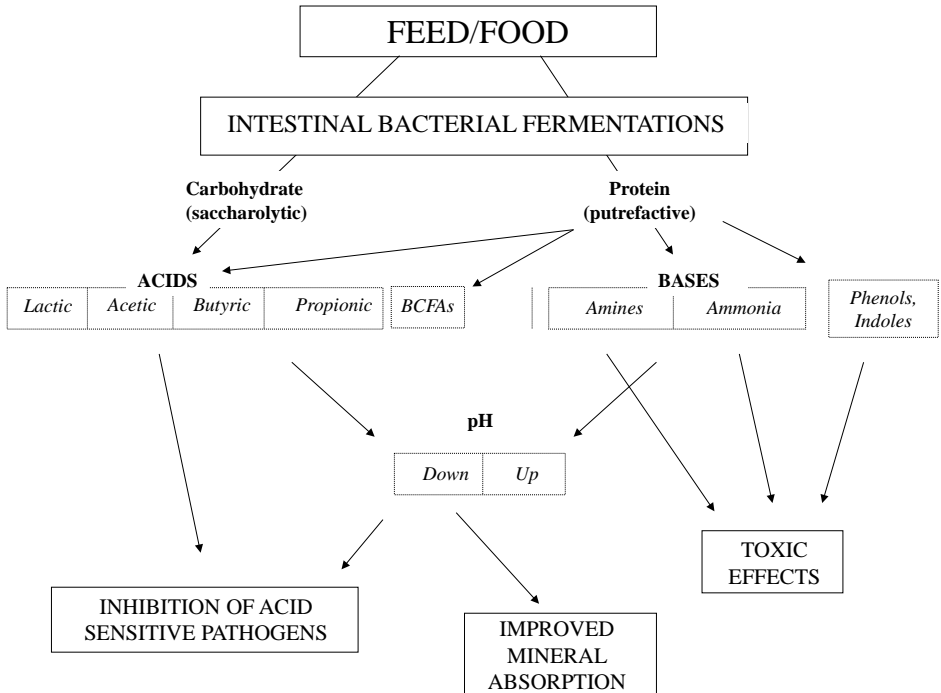 FEED/FOOD
INTESTINAL BACTERIAL FERMENTATIONS
Carbohydrate
(saccharolytic)
Protein
(putrefactive)
ACIDS
Lactic Acetic Butyric Propionic
BCFAs
BASES
Amines Ammonia
Phenols,
Indoles
pH
Down Up
TOXIC
EFFECTS
INHIBITION OF ACID
SENSITIVE PATHOGENS
IMPROVED
MINERAL
ABSORPTION